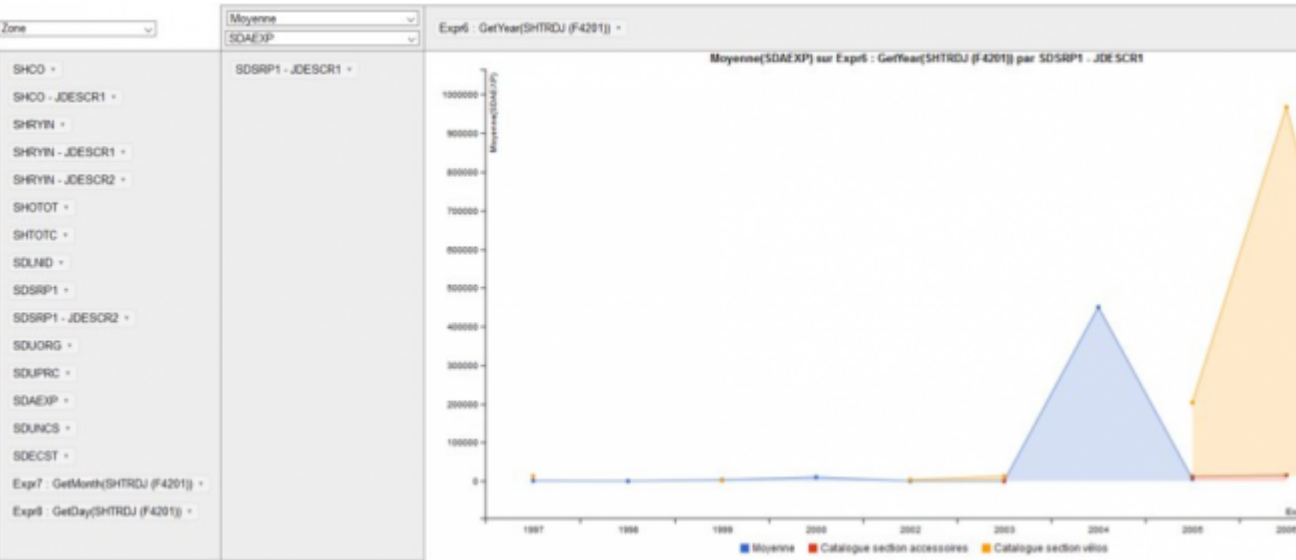 Zone
Moyenne
SDAEXP
Expr6 : GetYear(SHTRDJ (F4201))
SHCO
SHCO - JDESCR1
SHRYIN
SHRYIN - JDESCR1
SHRYIN - JDESCR2
SHOTOT
SHTOTC
SDLNID
SDSRP1
SDSRP1 - JDESCR2
SDUORG
SDUPRC
SDAEXP
SDUNCS
SDECST
Expr7 : GetMonth(SHTRDJ (F4201))
Expr8 : GetDay(SHTRDJ (F4201))
SDSRP1 - JDESCR1
Moyenne(SDAEXP) sur Expr6 : GetYear(SHTRDJ (F4201)) par SDSRP1 - JDESCR1
Moyenne(SDAEXP)
1000000
900000
800000
700000
600000
500000
400000
300000
200000
100000
0
Ex
1997 1998 1999 2000 2002 2003 2004 2005 2006
Moyenne Catalogue section accessoires Catalogue section vélos